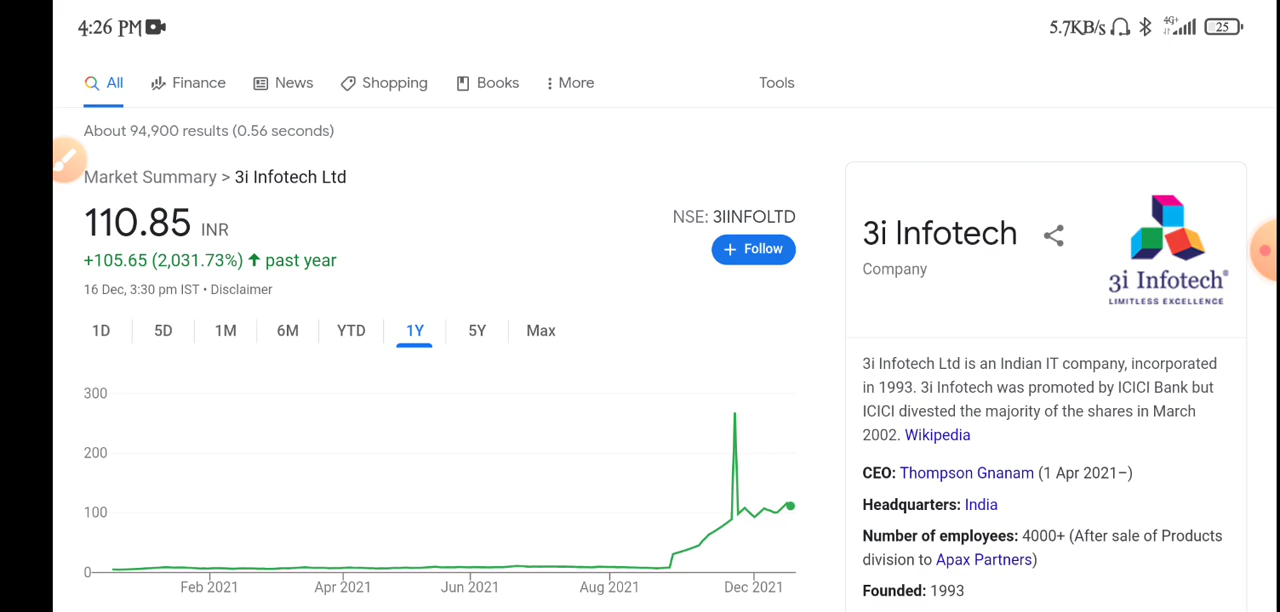 4:26 PM
5.7KB/s 4G+ 25
All Finance News Shopping Books More Tools
About 94,900 results (0.56 seconds)
Market Summary > 3i Infotech Ltd
110.85 INR
NSE: 3IINFOLTD
+ Follow
+105.65 (2,031.73%) ↑ past year
16 Dec, 3:30 pm IST • Disclaimer
1D 5D 1M 6M YTD 1Y 5Y Max
300
200
100
0
Feb 2021 Apr 2021 Jun 2021 Aug 2021 Dec 2021
3i Infotech
Company
3i Infotech®
LIMITLESS EXCELLENCE
3i Infotech Ltd is an Indian IT company, incorporated
in 1993. 3i Infotech was promoted by ICICI Bank but
ICICI divested the majority of the shares in March
2002. Wikipedia
CEO: Thompson Gnanam (1 Apr 2021–)
Headquarters: India
Number of employees: 4000+ (After sale of Products
division to Apax Partners)
Founded: 1993